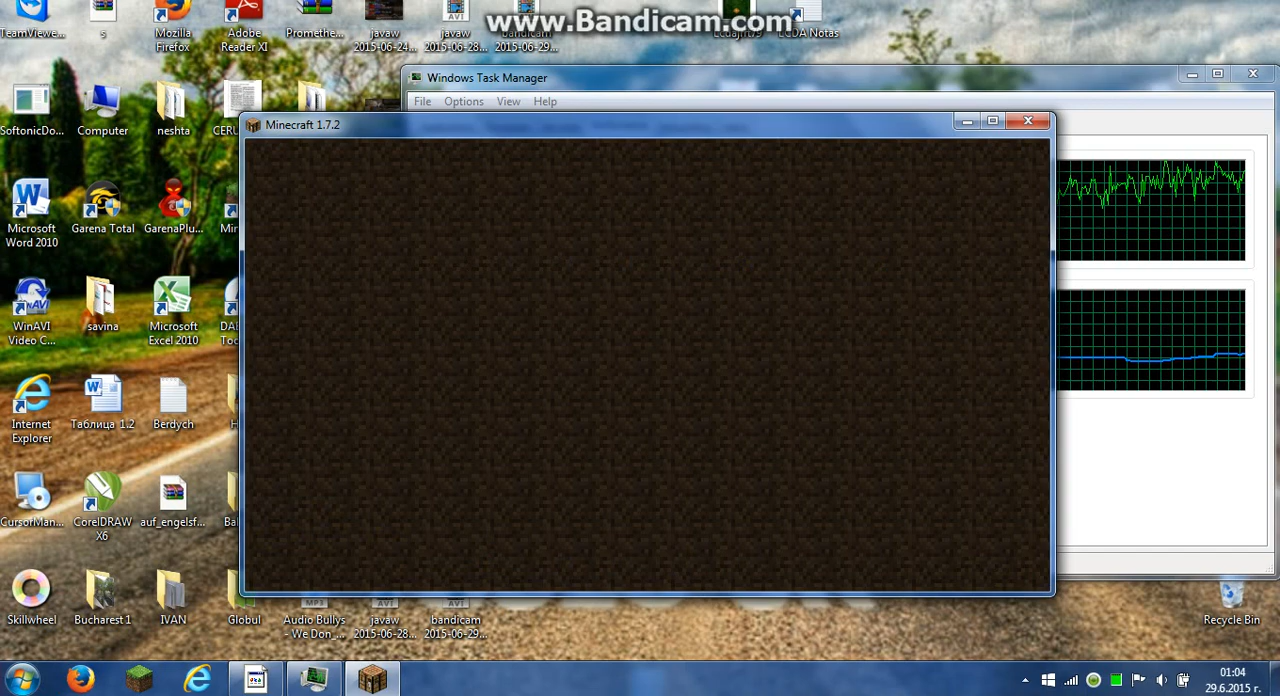 www.Bandicam.com
TeamViewe...
s
Mozilla
Firefox
Adobe
Reader XI
Promethe...
javaw
2015-06-24...
javaw
2015-06-28...
bandicam
2015-06-29...
LCDA Notas
Windows Task Manager
File Options View Help
SoftonicDo...
Computer
neshta
Minecraft 1.7.2
Microsoft
Word 2010
Garena Total
GarenaPlu...
WinAVI
Video C...
savina
Microsoft
Excel 2010
Internet
Explorer
Таблица 1.2
Berdych
CursorMan...
CorelDRAW
X6
auf_engelsf...
Skillwheel
Bucharest 1
IVAN
Globul
Audio Bullys
- We Don_...
javaw
2015-06-28...
bandicam
2015-06-29...
Recycle Bin
01:04
29.6.2015 г.